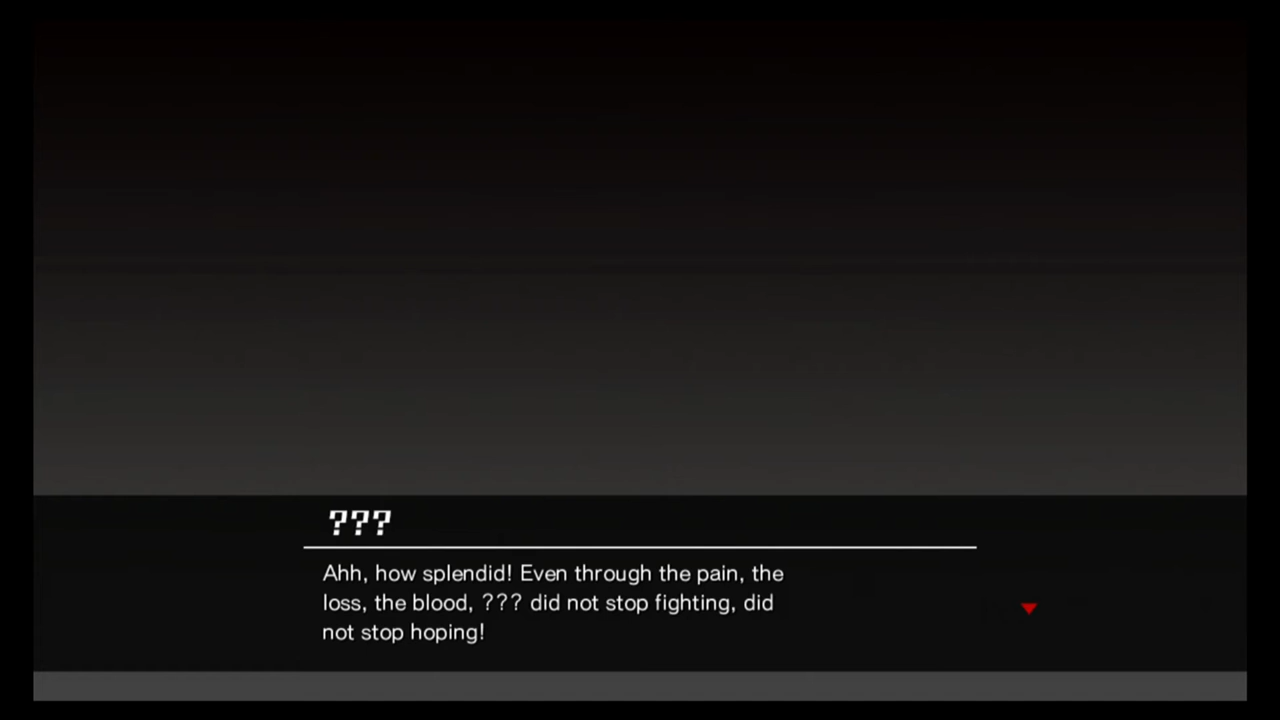 ???
Ahh, how splendid! Even through the pain, the
loss, the blood, ??? did not stop fighting, did
not stop hoping!